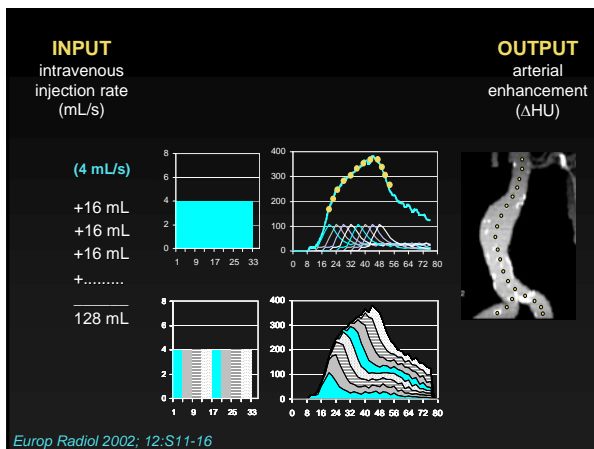 INPUT
intravenous
injection rate
(mL/s)
OUTPUT
arterial
enhancement
(ΔHU)
(4 mL/s)
+16 mL
+16 mL
+16 mL
+.........
_______
128 mL
8
6
4
2
0
1 9 17 25 33
400
300
200
100
0
0 8 16 24 32 40 48 56 64 72 80
8
6
4
2
0
1 9 17 25 33
400
300
200
100
0
0 8 16 24 32 40 48 56 64 72 80
Europ Radiol 2002; 12:S11-16